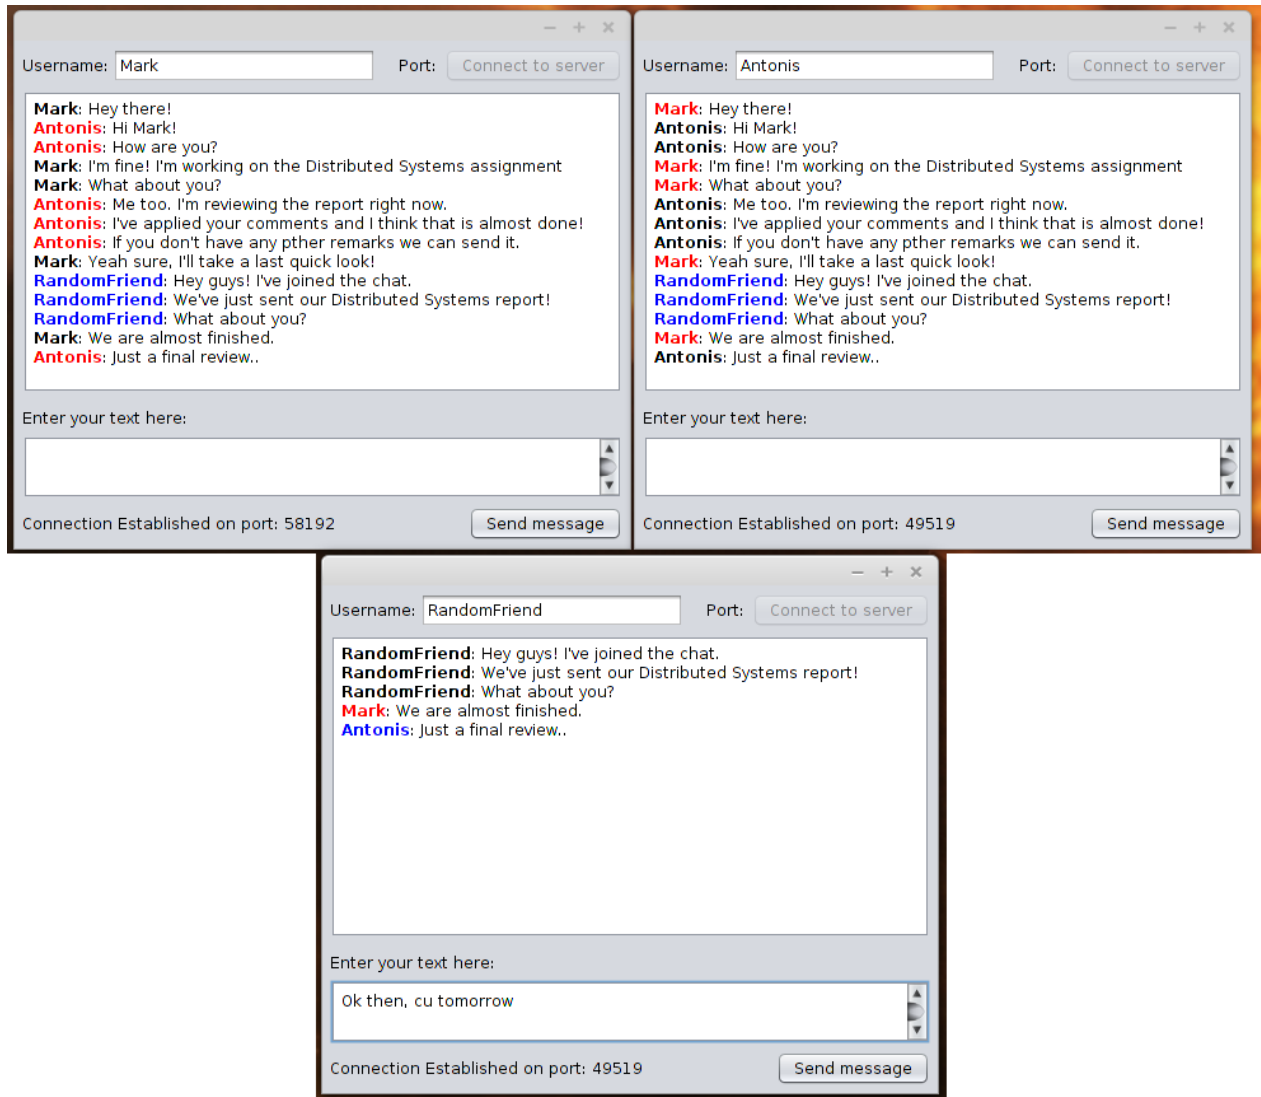 Username: Mark Port: Connect to server
Mark: Hey there!
Antonis: Hi Mark!
Antonis: How are you?
Mark: I'm fine! I'm working on the Distributed Systems assignment
Mark: What about you?
Antonis: Me too. I'm reviewing the report right now.
Antonis: I've applied your comments and I think that is almost done!
Antonis: If you don't have any pther remarks we can send it.
Mark: Yeah sure, I'll take a last quick look!
RandomFriend: Hey guys! I've joined the chat.
RandomFriend: We've just sent our Distributed Systems report!
RandomFriend: What about you?
Mark: We are almost finished.
Antonis: Just a final review..
Enter your text here:
Connection Established on port: 58192 Send message
Username: Antonis Port: Connect to server
Mark: Hey there!
Antonis: Hi Mark!
Antonis: How are you?
Mark: I'm fine! I'm working on the Distributed Systems assignment
Mark: What about you?
Antonis: Me too. I'm reviewing the report right now.
Antonis: I've applied your comments and I think that is almost done!
Antonis: If you don't have any pther remarks we can send it.
Mark: Yeah sure, I'll take a last quick look!
RandomFriend: Hey guys! I've joined the chat.
RandomFriend: We've just sent our Distributed Systems report!
RandomFriend: What about you?
Mark: We are almost finished.
Antonis: Just a final review..
Enter your text here:
Connection Established on port: 49519 Send message
Username: RandomFriend Port: Connect to server
RandomFriend: Hey guys! I've joined the chat.
RandomFriend: We've just sent our Distributed Systems report!
RandomFriend: What about you?
Mark: We are almost finished.
Antonis: Just a final review..
Enter your text here:
Ok then, cu tomorrow
Connection Established on port: 49519 Send message